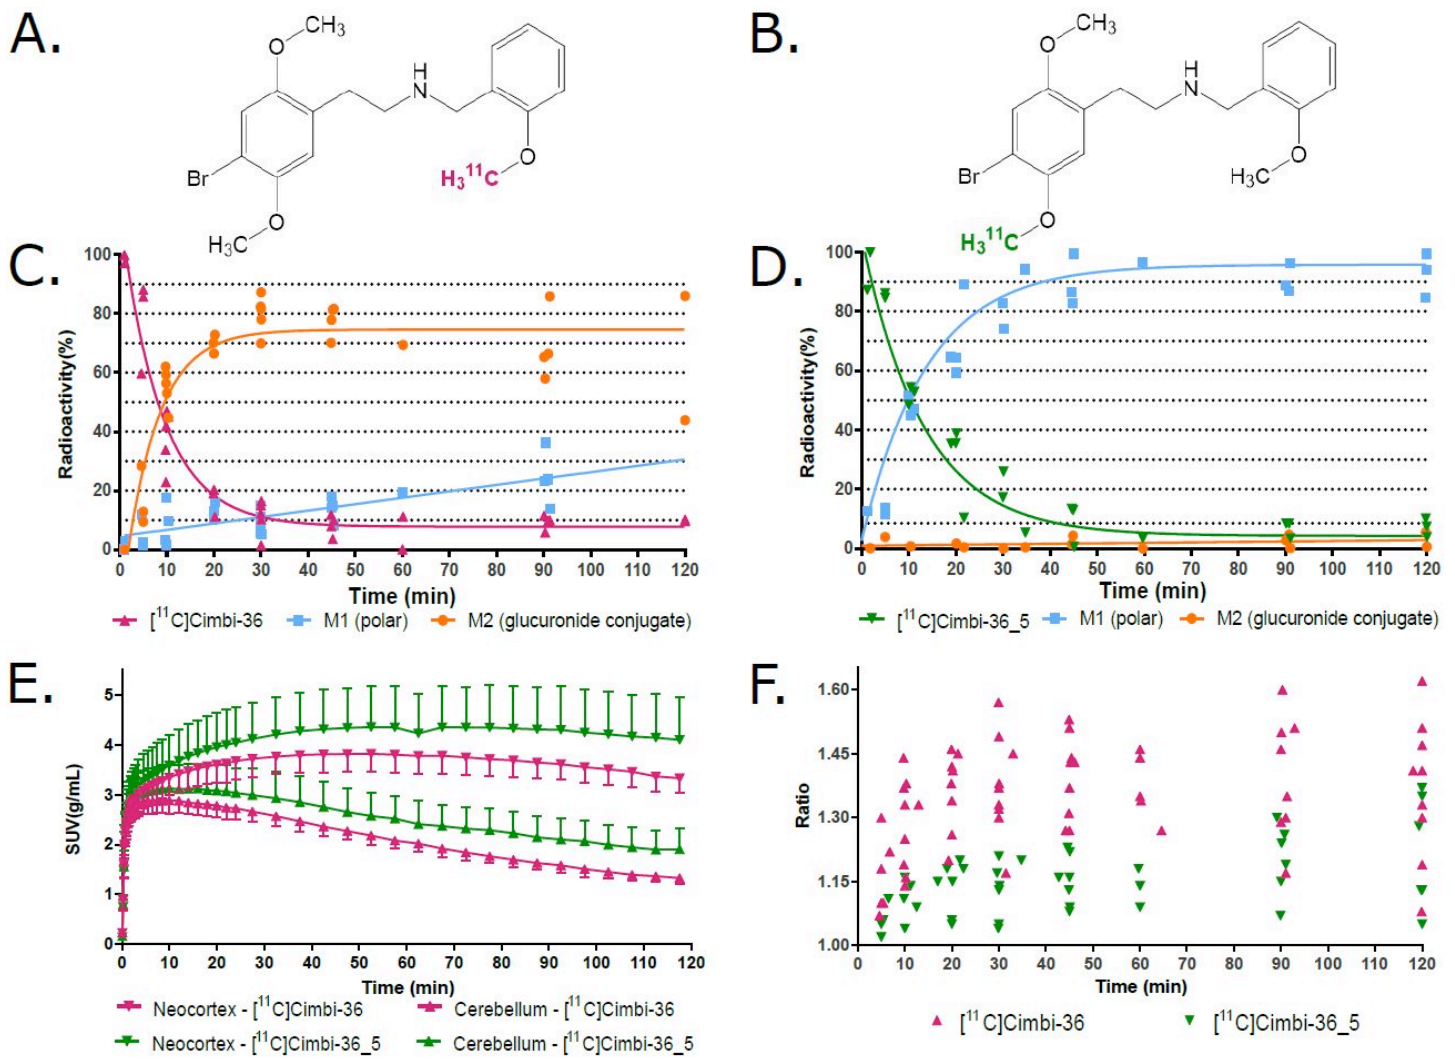 A.
B.
CH3
O
H
N
O
H3 11C
Br
O
H3C
CH3
O
H
N
O
H3C
Br
O
H3 11C
C.
D.
100
80
60
40
20
0
Radioactivity(%)
0 10 20 30 40 50 60 70 80 90 100 110 120
Time (min)
[11C]Cimbi-36 M1 (polar) M2 (glucuronide conjugate)
100
80
60
40
20
0
Radioactivity(%)
0 10 20 30 40 50 60 70 80 90 100 110 120
Time (min)
[11C]Cimbi-36_5 M1 (polar) M2 (glucuronide conjugate)
E.
F.
5
4
3
2
1
0
SUV(g/mL)
0 10 20 30 40 50 60 70 80 90 100 110 120
Time (min)
Neocortex - [11C]Cimbi-36 Cerebellum - [11C]Cimbi-36
Neocortex - [11C]Cimbi-36_5 Cerebellum - [11C]Cimbi-36_5
1.60
1.45
1.30
1.15
1.00
Ratio
0 10 20 30 40 50 60 70 80 90 100 110 120
Time (min)
[11C]Cimbi-36 [11C]Cimbi-36_5